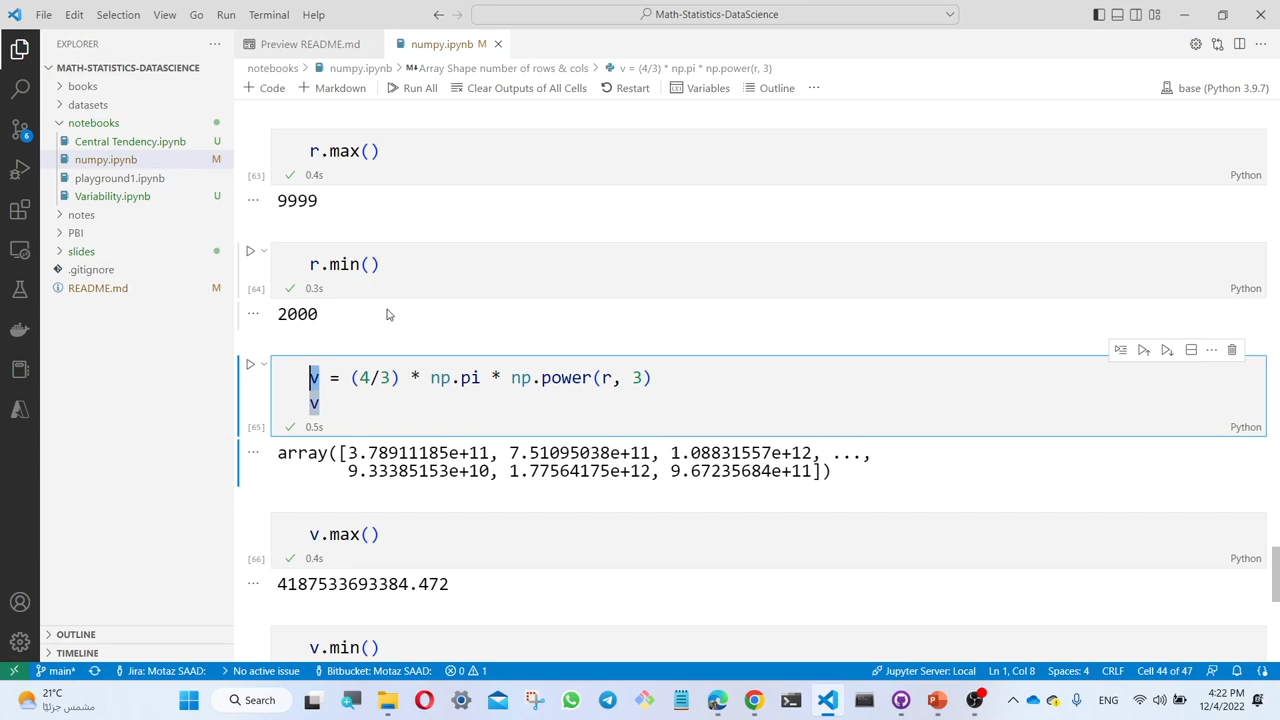 File Edit Selection View Go Run Terminal Help
Math-Statistics-DataScience
EXPLORER
Preview README.md
numpy.ipynb M
MATH-STATISTICS-DATASCIENCE
notebooks > numpy.ipynb > Array Shape number of rows & cols > v = (4/3) * np.pi * np.power(r, 3)
books
Code Markdown Run All Clear Outputs of All Cells Restart Variables Outline
base (Python 3.9.7)
datasets
notebooks
Central Tendency.ipynb U
numpy.ipynb M
playground1.ipynb
Variability.ipynb U
notes
PBI
slides
.gitignore
README.md M
r.max()
[63] 0.4s Python
9999
r.min()
[64] 0.3s Python
2000
v = (4/3) * np.pi * np.power(r, 3)
v
[65] 0.5s Python
array([3.78911185e+11, 7.51095038e+11, 1.08831557e+12, ...,
9.33385153e+10, 1.77564175e+12, 9.67235684e+11])
v.max()
[66] 0.4s Python
4187533693384.472
v.min()
OUTLINE
TIMELINE
6
main* Jira: Motaz SAAD: No active issue Bitbucket: Motaz SAAD: 0 1
Jupyter Server: Local Ln 1, Col 8 Spaces: 4 CRLF Cell 44 of 47
21°C
مشمس جزئيًا
Search
ENG
4:22 PM
12/4/2022